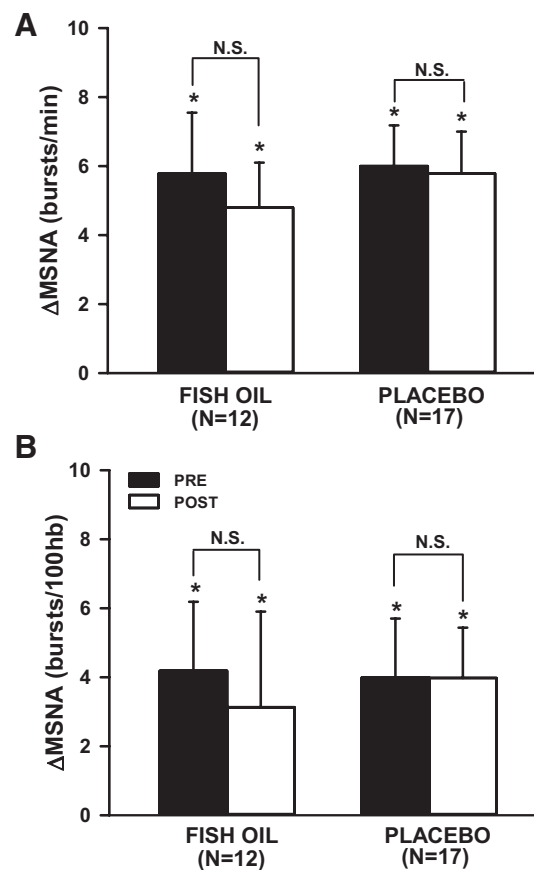 A
10
8
6
4
2
0
ΔMSNA (bursts/min)
N.S.
*
*
N.S.
*
*
FISH OIL
(N=12)
PLACEBO
(N=17)
B
10
8
6
4
2
0
ΔMSNA (bursts/100hb)
PRE
POST
N.S.
*
*
N.S.
*
*
FISH OIL
(N=12)
PLACEBO
(N=17)